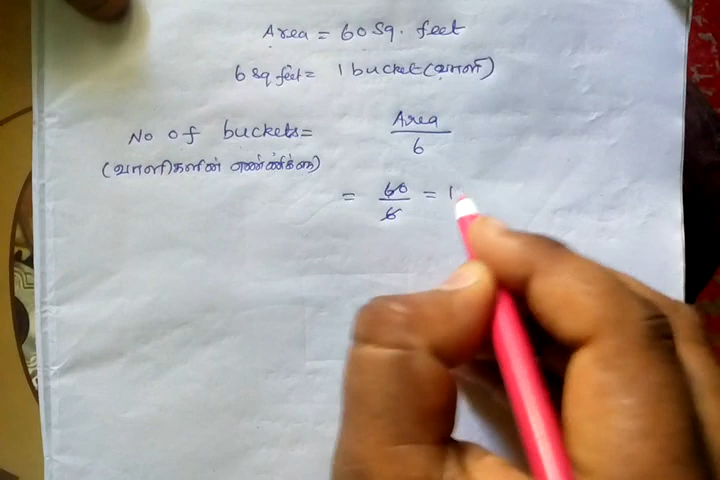 Area = 60 Sq. feet
6 Sq feet = 1 bucket (வாளி)
No of buckets = Area / 6
(வாளிகளின் எண்ணிக்கை)
= 60 / 6 = 1